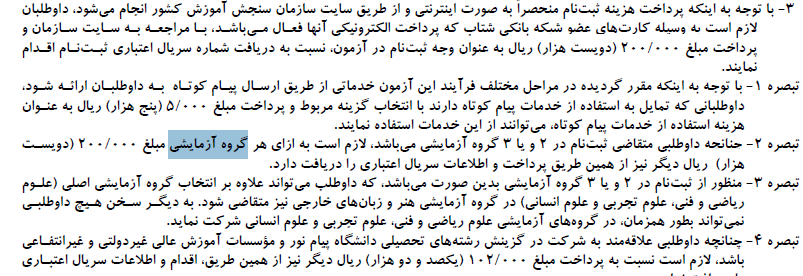 ۳- با توجه به اینکه پرداخت هزینه ثبت‌نام منحصراً به صورت اینترنتی و از طریق سایت سازمان سنجش آموزش کشور انجام می‌شود، داوطلبان
لازم است به وسیله کارت‌های عضو شبکه بانکی شتاب که پرداخت الکترونیکی آنها فعال می‌باشد، با مراجعه به سایت سازمان و
پرداخت مبلغ ۲۰۰/۰۰۰ (دویست هزار) ریال به عنوان وجه ثبت‌نام در آزمون، نسبت به دریافت شماره سریال اعتباری ثبت‌نام اقدام
نمایند.
تبصره ۱- با توجه به اینکه مقرر گردیده در مراحل مختلف فرآیند این آزمون خدماتی از طریق ارسال پیام کوتاه به داوطلبان ارائه شود،
داوطلبانی که تمایل به استفاده از خدمات پیام کوتاه دارند با انتخاب گزینه مربوط و پرداخت مبلغ ۵/۰۰۰ (پنج هزار) ریال به عنوان
هزینه استفاده از خدمات پیام کوتاه، می‌توانند از این خدمات استفاده نمایند.
تبصره ۲- چنانچه داوطلبی متقاضی ثبت‌نام در ۲ و یا ۳ گروه آزمایشی می‌باشد، لازم است به ازای هر گروه آزمایشی مبلغ ۲۰۰/۰۰۰ (دویست
هزار) ریال دیگر نیز از همین طریق پرداخت و اطلاعات سریال اعتباری را دریافت دارد.
تبصره ۳- منظور از ثبت‌نام در ۲ و یا ۳ گروه آزمایشی بدین صورت می‌باشد، که داوطلب می‌تواند علاوه بر انتخاب گروه آزمایشی اصلی (علوم
ریاضی و فنی، علوم تجربی و علوم انسانی) در گروه آزمایشی هنر و زبان‌های خارجی نیز متقاضی شود. به دیگر سخن هیچ داوطلبی
نمی‌تواند بطور همزمان، در گروه‌های آزمایشی علوم ریاضی و فنی، علوم تجربی و علوم انسانی شرکت نماید.
تبصره ۴- چنانچه داوطلبی علاقه‌مند به شرکت در گزینش رشته‌های تحصیلی دانشگاه پیام نور و مؤسسات آموزش عالی غیردولتی و غیرانتفاعی
باشد، لازم است نسبت به پرداخت مبلغ ۱۰۲/۰۰۰ (یکصد و دو هزار) ریال دیگر نیز از همین طریق، اقدام و اطلاعات سریال اعتباری